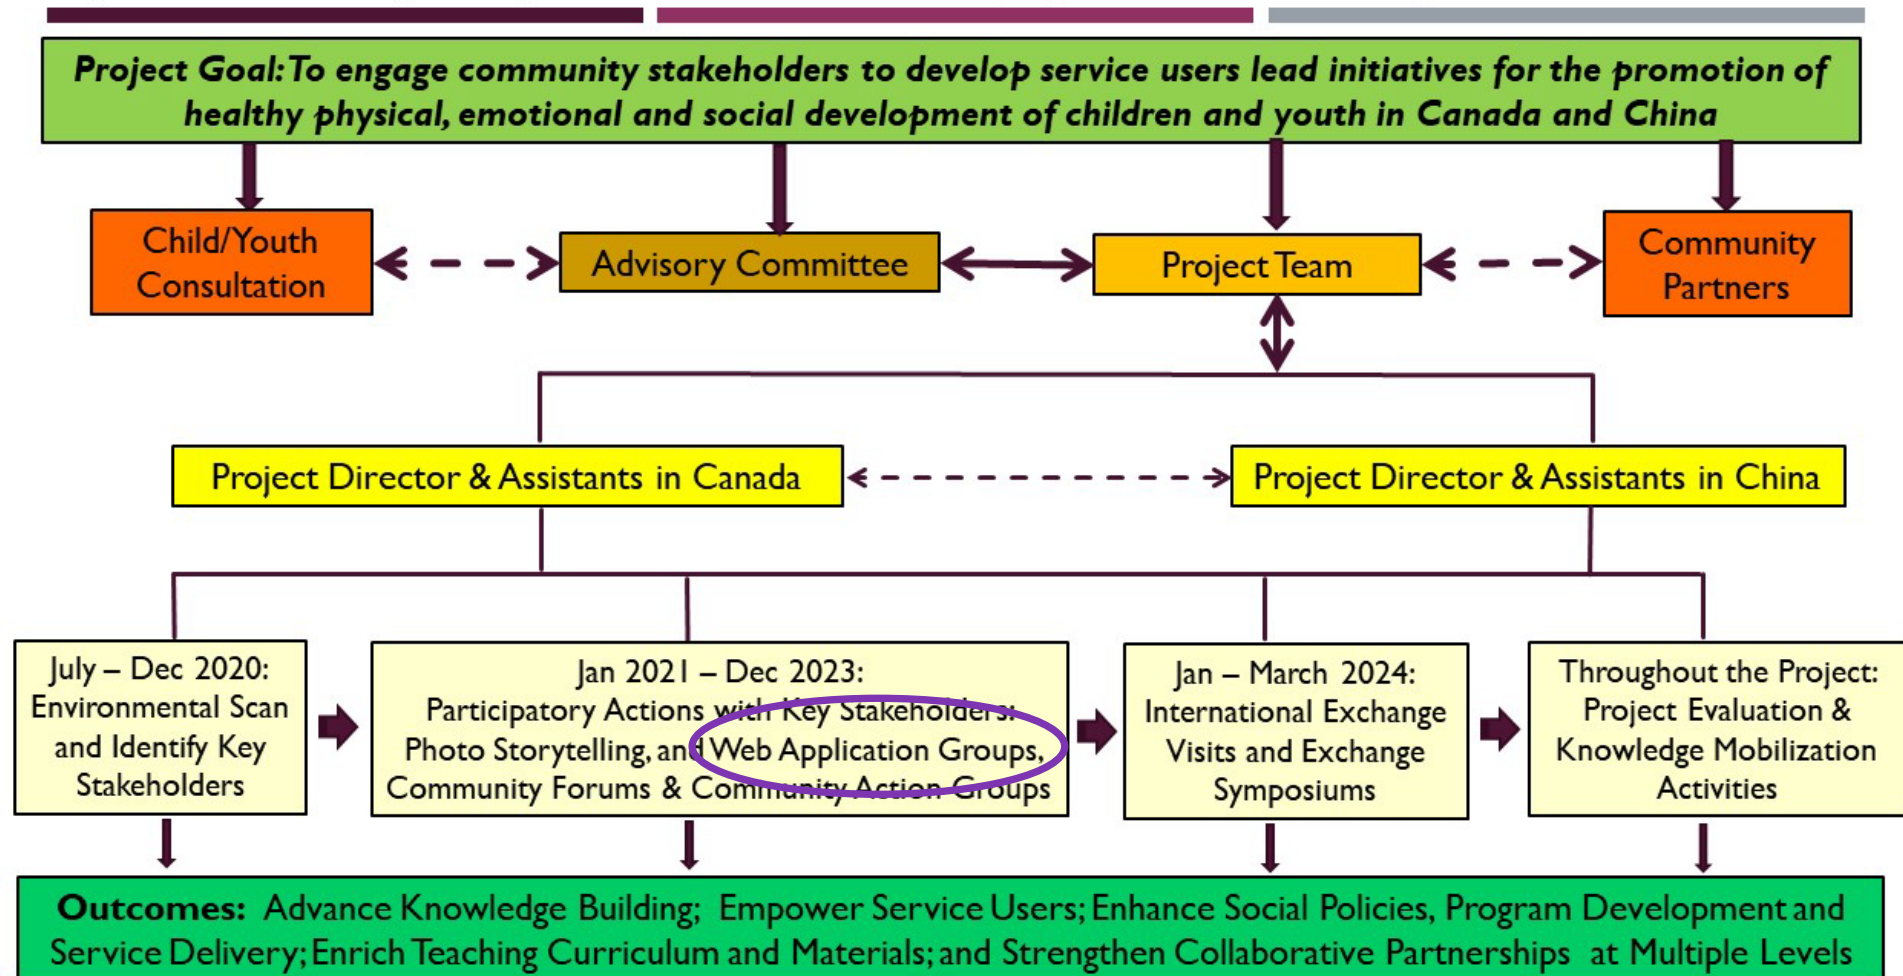 Project Goal: To engage community stakeholders to develop service users lead initiatives for the promotion of
healthy physical, emotional and social development of children and youth in Canada and China
Child/Youth
Consultation
Advisory Committee
Project Team
Community
Partners
Project Director & Assistants in Canada
Project Director & Assistants in China
July – Dec 2020:
Environmental Scan
and Identify Key
Stakeholders
Jan 2021 – Dec 2023:
Participatory Actions with Key Stakeholders:
Photo Storytelling, and Web Application Groups,
Community Forums & Community Action Groups
Jan – March 2024:
International Exchange
Visits and Exchange
Symposiums
Throughout the Project:
Project Evaluation &
Knowledge Mobilization
Activities
Outcomes: Advance Knowledge Building; Empower Service Users; Enhance Social Policies, Program Development and
Service Delivery; Enrich Teaching Curriculum and Materials; and Strengthen Collaborative Partnerships at Multiple Levels